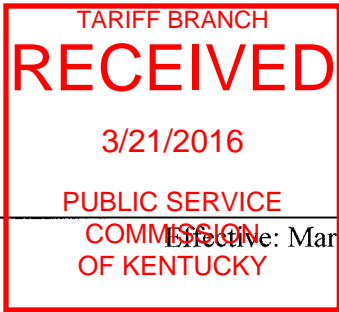 TARIFF BRANCH
RECEIVED
3/21/2016
PUBLIC SERVICE
COMMISSION
Effective: Mar
OF KENTUCKY